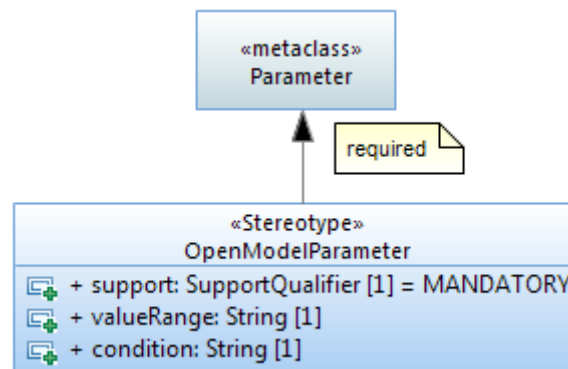 «metaclass»
Parameter
required
«Stereotype»
OpenModelParameter
+ support: SupportQualifier [1] = MANDATORY
+ valueRange: String [1]
+ condition: String [1]